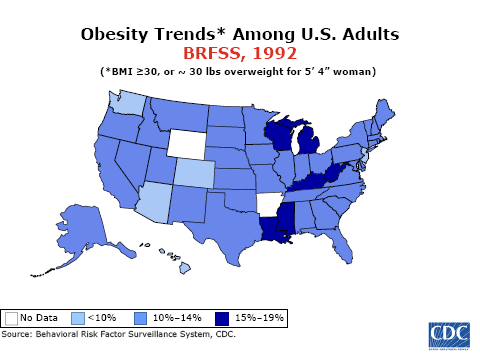 Obesity Trends* Among U.S. Adults
BRFSS, 1992
(*BMI ≥30, or ~ 30 lbs overweight for 5’ 4” woman)
No Data
<10%
10%–14%
15%–19%
Source: Behavioral Risk Factor Surveillance System, CDC.
CDC